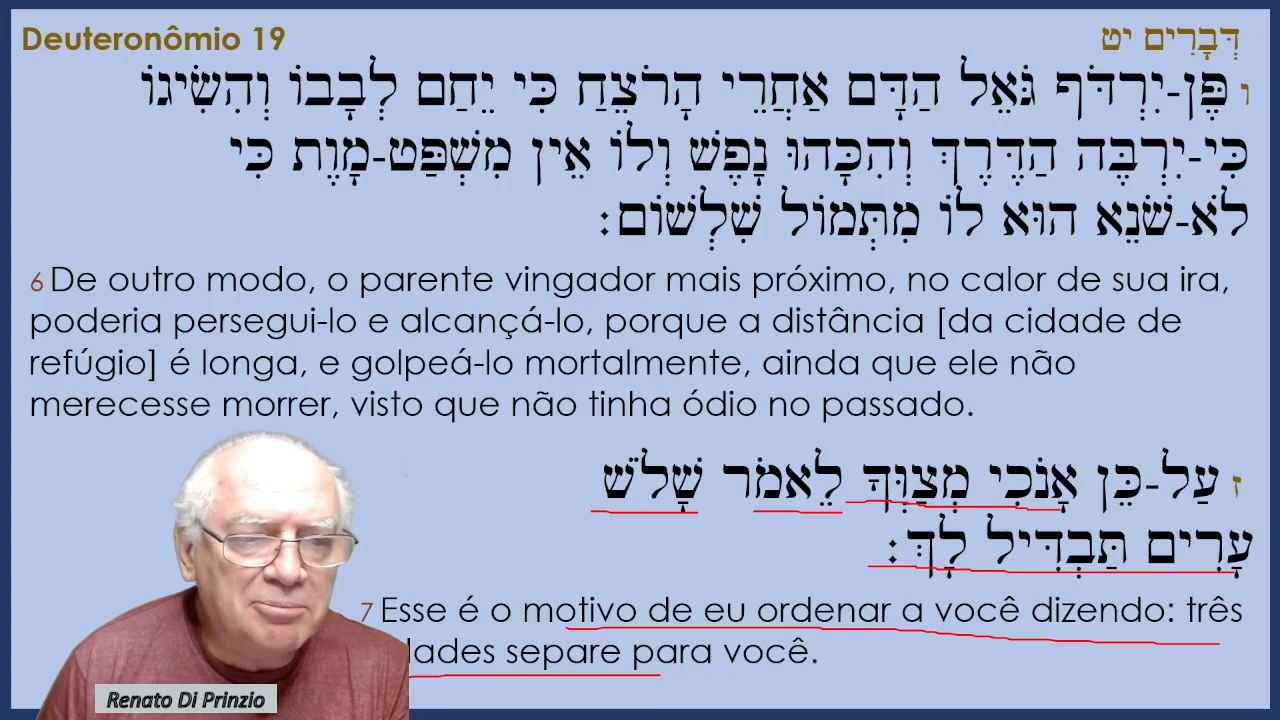 Deuteronômio 19
דְּבָרִים יט
ו פֶּן-יִרְדֹּף גֹּאֵל הַדָּם אַחֲרֵי הָרֹצֵחַ כִּי יֵחַם לְבָבוֹ וְהִשִּׂיגוֹ
כִּי-יִרְבֶּה הַדֶּרֶךְ וְהִכָּהוּ נָפֶשׁ וְלוֹ אֵין מִשְׁפַּט-מָוֶת כִּי
לֹא-שֹׂנֵא הוּא לוֹ מִתְּמוֹל שִׁלְשׁוֹם׃
6 De outro modo, o parente vingador mais próximo, no calor de sua ira,
poderia persegui-lo e alcançá-lo, porque a distância [da cidade de
refúgio] é longa, e golpeá-lo mortalmente, ainda que ele não
merecesse morrer, visto que não tinha ódio no passado.
ז עַל-כֵּן אָנֹכִי מְצַוְּךָ לֵאמֹר שָׁלֹשׁ
עָרִים תַּבְדִּיל לָךְ׃
7 Esse é o motivo de eu ordenar a você dizendo: três
dades separe para você.
Renato Di Prinzio